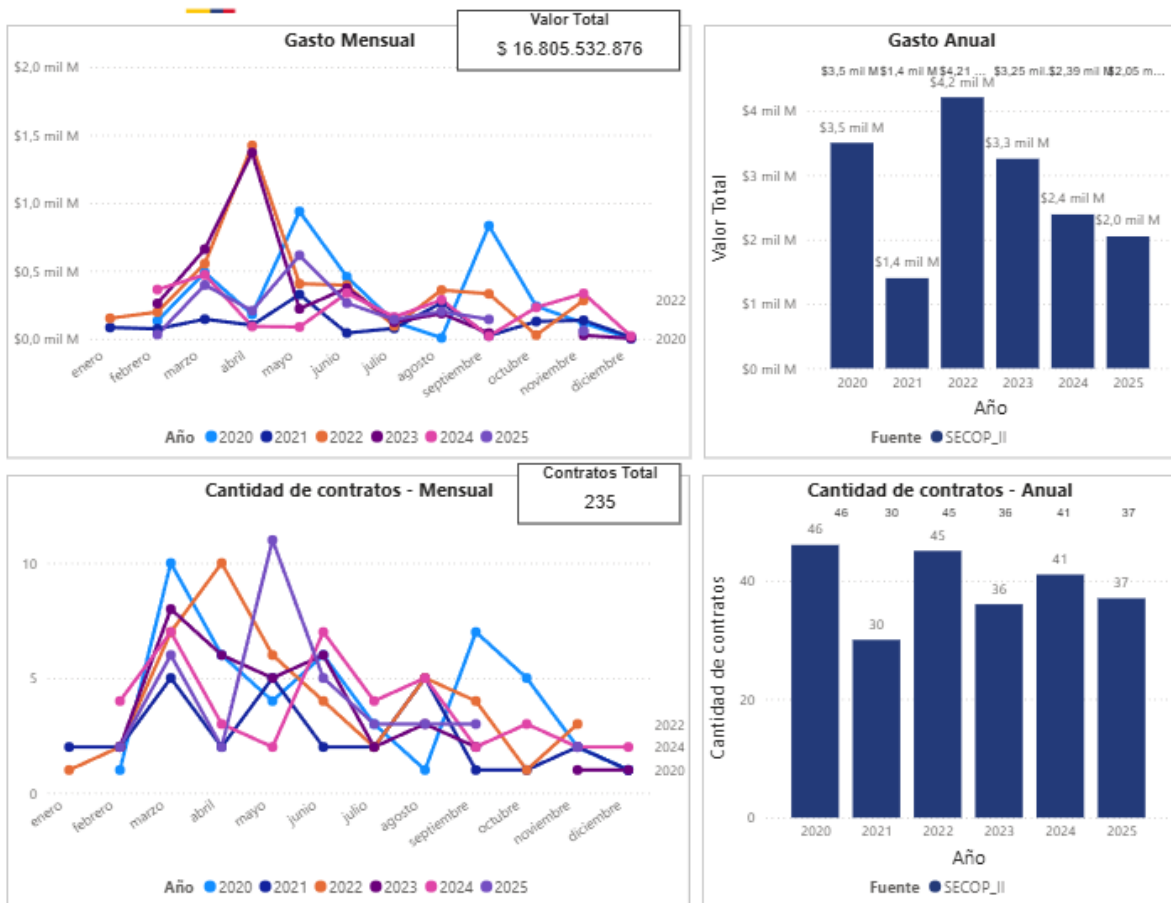 Gasto Mensual
Valor Total
$ 16.805.532.876
$2,0 mil M
$1,5 mil M
$1,0 mil M
$0,5 mil M
$0,0 mil M
2022
2020
enero
febrero
marzo
abril
mayo
junio
julio
agosto
septiembre
octubre
noviembre
diciembre
Año 2020 2021 2022 2023 2024 2025
Gasto Anual
$3,5 mil M $1,4 mil M $4,21 ... $3,25 mil... $2,39 mil M $2,05 m...
Valor Total
$4 mil M
$3 mil M
$2 mil M
$1 mil M
$0 mil M
$3,5 mil M
$1,4 mil M
$4,2 mil M
$3,3 mil M
$2,4 mil M
$2,0 mil M
2020 2021 2022 2023 2024 2025
Año
Fuente SECOP_II
Cantidad de contratos - Mensual
Contratos Total
235
10
5
0
2022
2024
2020
enero
febrero
marzo
abril
mayo
junio
julio
agosto
septiembre
octubre
noviembre
diciembre
Año 2020 2021 2022 2023 2024 2025
Cantidad de contratos - Anual
46 30 45 36 41 37
Cantidad de contratos
40
20
0
46
30
45
36
41
37
2020 2021 2022 2023 2024 2025
Año
Fuente SECOP_II